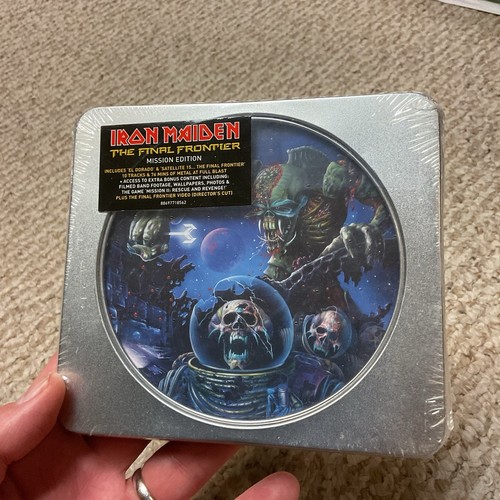 IRON MAIDEN
THE FINAL FRONTIER
MISSION EDITION
INCLUDES 'EL DORADO' & 'SATELLITE 15... THE FINAL FRONTIER'
10 TRACKS & 76 MINS OF METAL AT FULL BLAST
+ ACCESS TO EXTRA BONUS CONTENT INCLUDING:
FILMED BAND FOOTAGE, WALLPAPERS, PHOTOS &
THE GAME 'MISSION II: RESCUE AND REVENGE!'
PLUS THE FINAL FRONTIER VIDEO (DIRECTOR'S CUT)
88697718562